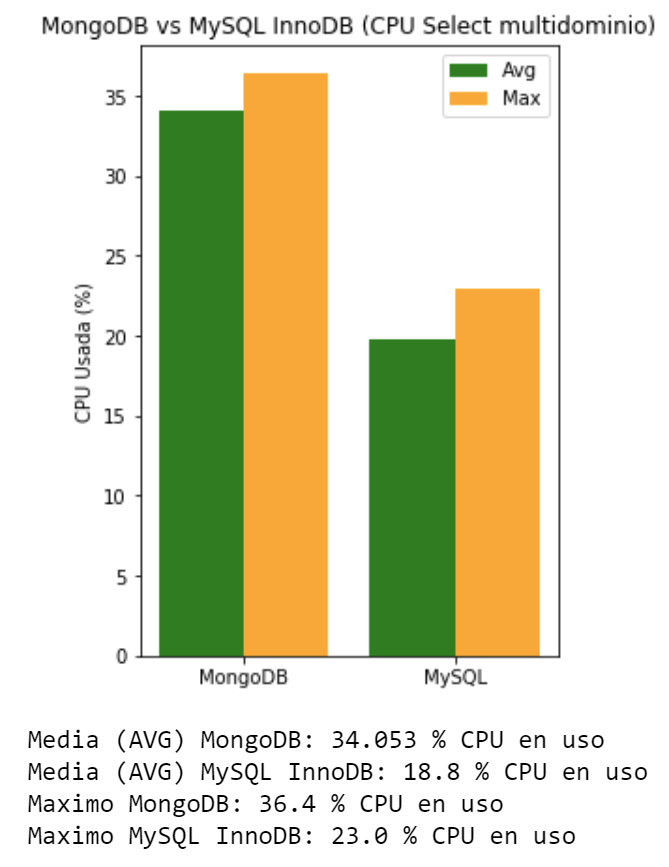 MongoDB vs MySQL InnoDB (CPU Select multidominio)
Avg
Max
35
30
25
20
15
10
5
0
CPU Usada (%)
MongoDB
MySQL
Media (AVG) MongoDB: 34.053 % CPU en uso
Media (AVG) MySQL InnoDB: 18.8 % CPU en uso
Maximo MongoDB: 36.4 % CPU en uso
Maximo MySQL InnoDB: 23.0 % CPU en uso